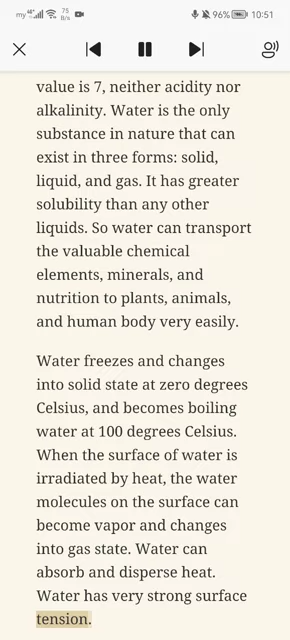 my 4G 75 B/s 96% 10:51
value is 7, neither acidity nor
alkalinity. Water is the only
substance in nature that can
exist in three forms: solid,
liquid, and gas. It has greater
solubility than any other
liquids. So water can transport
the valuable chemical
elements, minerals, and
nutrition to plants, animals,
and human body very easily.
Water freezes and changes
into solid state at zero degrees
Celsius, and becomes boiling
water at 100 degrees Celsius.
When the surface of water is
irradiated by heat, the water
molecules on the surface can
become vapor and changes
into gas state. Water can
absorb and disperse heat.
Water has very strong surface
tension.